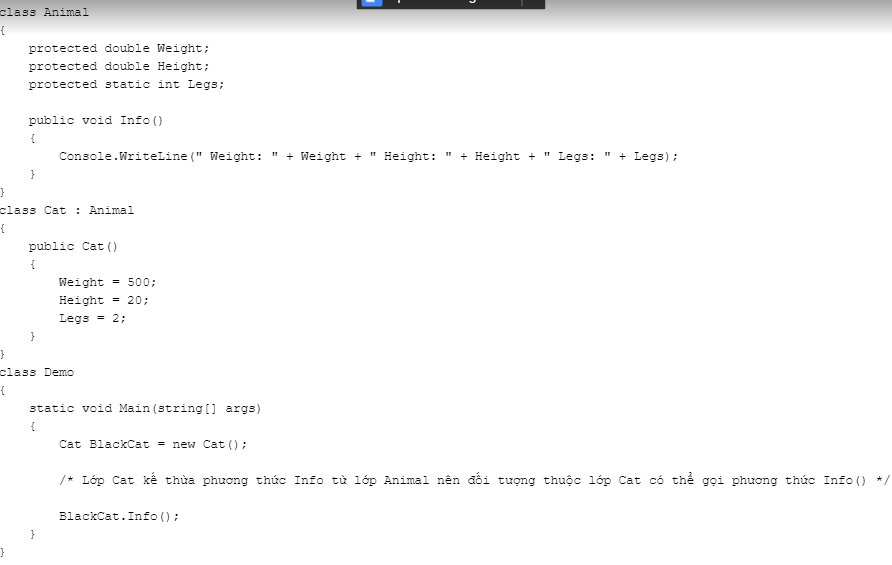 class Animal
{
    protected double Weight;
    protected double Height;
    protected static int Legs;
    public void Info()
    {
        Console.WriteLine(" Weight: " + Weight + " Height: " + Height + " Legs: " + Legs);
    }
}
class Cat : Animal
{
    public Cat()
    {
        Weight = 500;
        Height = 20;
        Legs = 2;
    }
}
class Demo
{
    static void Main(string[] args)
    {
        Cat BlackCat = new Cat();
        /* Lớp Cat kế thừa phương thức Info từ lớp Animal nên đối tượng thuộc lớp Cat có thể gọi phương thức Info() */
        BlackCat.Info();
    }
}